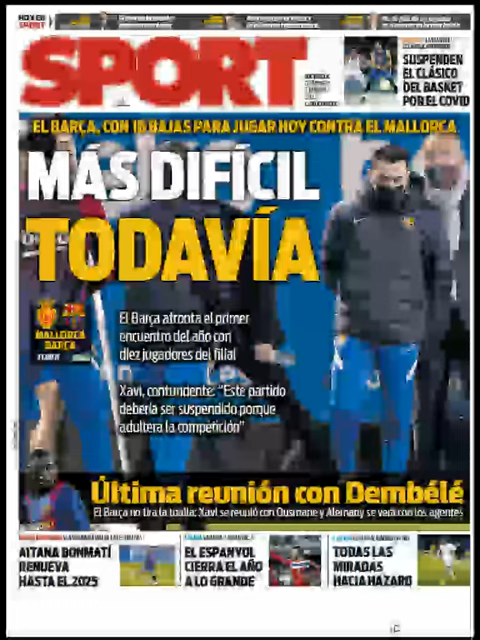 HOY EN
SPORT
SPORT
SUSPENDEN
EL CLÁSICO
DEL BASKET
POR EL COVID
EL BARÇA, CON 16 BAJAS PARA JUGAR HOY CONTRA EL MALLORCA
MÁS DIFÍCIL
TODAVÍA
MALLORCA
BARÇA
El Barça afronta el primer
encuentro del año con
diez jugadores del filial
Xavi, contundente: “Este partido
debería ser suspendido porque
adultera la competición”
Última reunión con Dembélé
El Barça no tira la toalla: Xavi se reunió con Ousmane y Alemany se verá con los agentes
AITANA BONMATÍ
RENUEVA
HASTA EL 2025
EL ESPANYOL
CIERRA EL AÑO
A LO GRANDE
TODAS LAS
MIRADAS
HACIA HAZARD